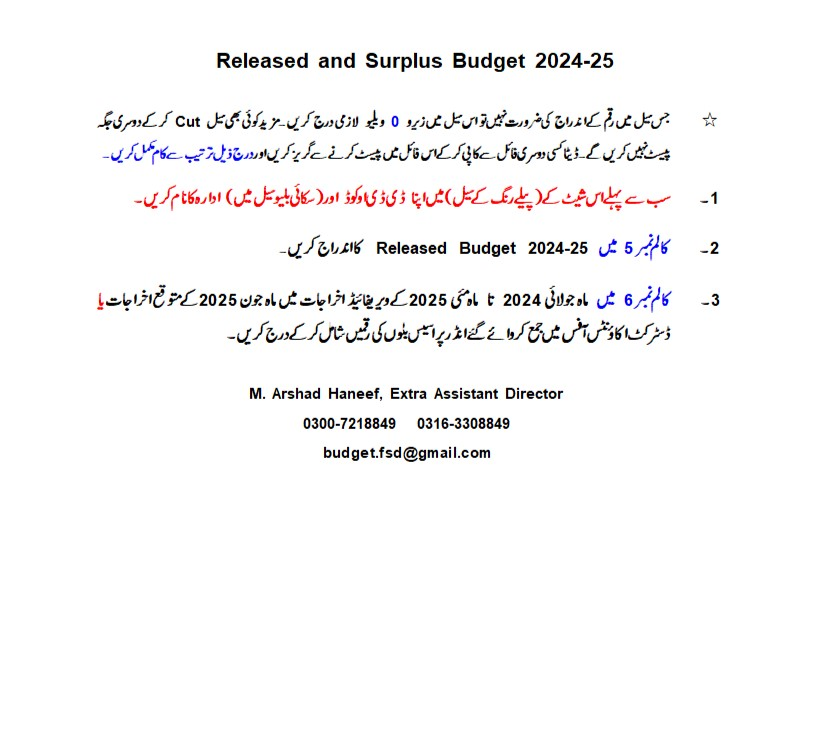 Released and Surplus Budget 2024-25
☆ جس سیل میں رقم کے اندراج کی ضرورت نہیں تو اس سیل میں زیرو 0 ویلیو لازمی درج کریں۔ مزید کوئی بھی سیل Cut کر کے دوسری جگہ
پیسٹ نہیں کریں گے۔ ڈیٹا کسی دوسری فائل سے کاپی کر کے اس فائل میں پیسٹ کرنے سے گریز کریں اور درج ذیل ترتیب سے کام مکمل کریں۔
1۔ سب سے پہلے اس شیٹ کے (پیلے رنگ کے سیل) میں اپنا ڈی ڈی او کوڈ اور (سکائی بلیو سیل میں) ادارہ کا نام کریں۔
2۔ کالم نمبر 5 میں Released Budget 2024-25 کا اندراج کریں۔
3۔ کالم نمبر 6 میں ماہ جولائی 2024 تا ماہ مئی 2025 کے ویریفائیڈ اخراجات میں ماہ جون 2025 کے متوقع اخراجات یا
ڈسٹرکٹ اکاؤنٹس آفس میں جمع کروائے گئے انڈر پراسیس بلوں کی رقمیں شامل کر کے درج کریں۔
M. Arshad Haneef, Extra Assistant Director
0300-7218849 0316-3308849
budget.fsd@gmail.com